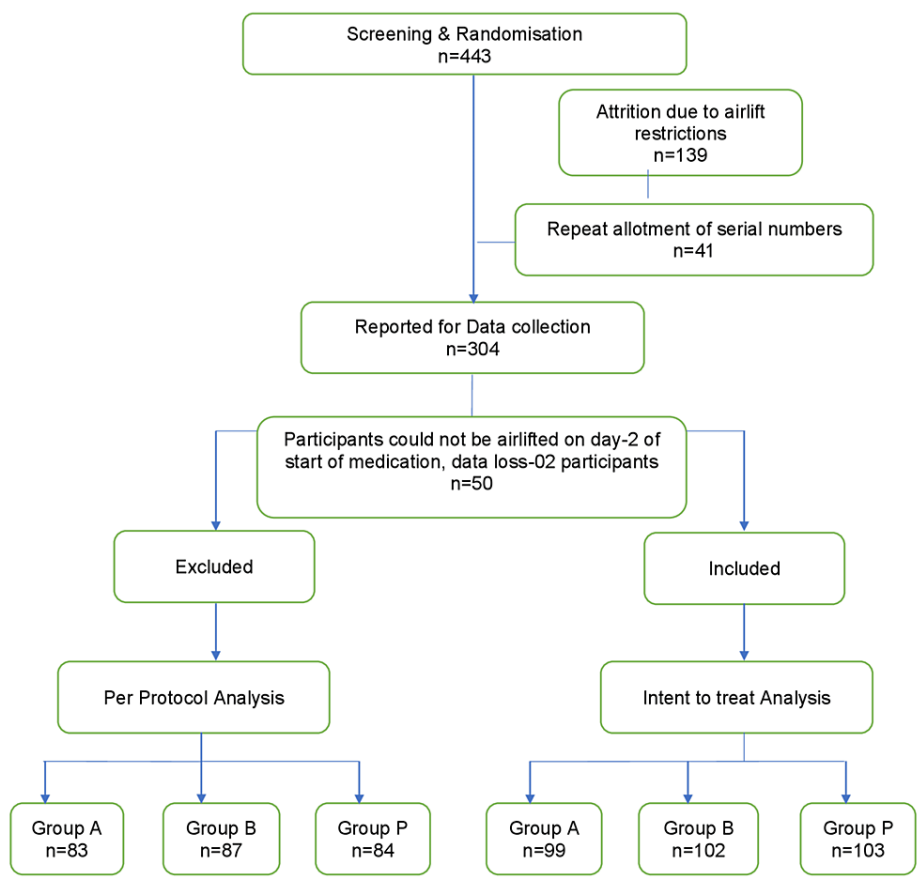 Screening & Randomisation
n=443
Attrition due to airlift
restrictions
n=139
Repeat allotment of serial numbers
n=41
Reported for Data collection
n=304
Participants could not be airlifted on day-2 of
start of medication, data loss-02 participants
n=50
Excluded
Included
Per Protocol Analysis
Intent to treat Analysis
Group A
n=83
Group B
n=87
Group P
n=84
Group A
n=99
Group B
n=102
Group P
n=103